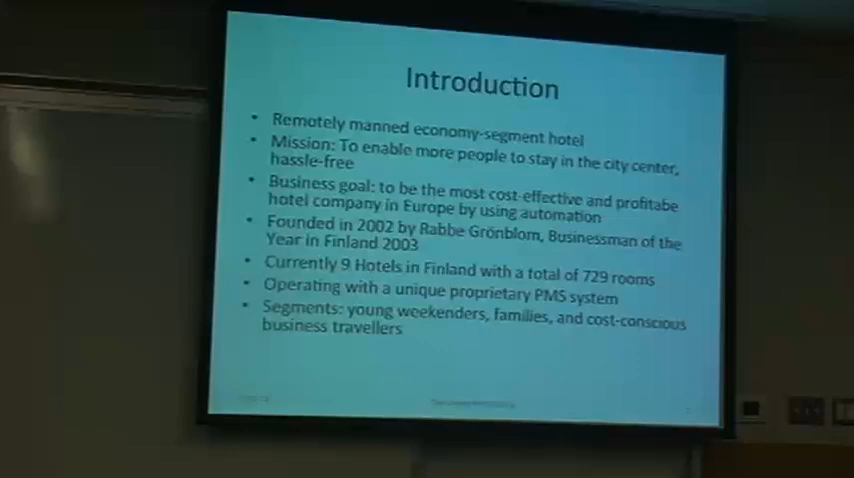 Introduction
• Remotely manned economy-segment hotel
• Mission: To enable more people to stay in the city center,
hassle-free
• Business goal: to be the most cost-effective and profitabe
hotel company in Europe by using automation
• Founded in 2002 by Rabbe Grönblom, Businessman of the
Year in Finland 2003
• Currently 9 Hotels in Finland with a total of 729 rooms
• Operating with a unique proprietary PMS system
• Segments: young weekenders, families, and cost-conscious
business travellers